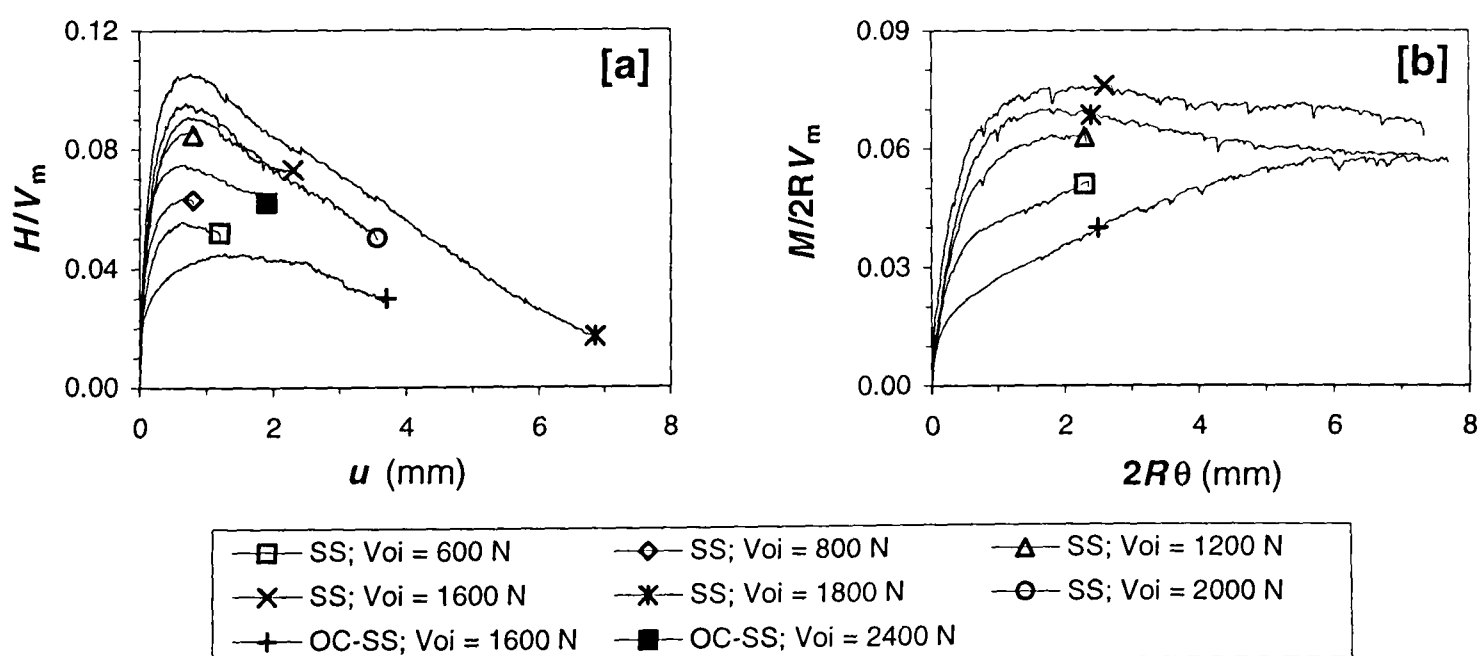 0.12
[a]
0.08
H/Vm
0.04
0.00
0 2 4 6 8
u (mm)
0.09
[b]
0.06
M/2RVm
0.03
0.00
0 2 4 6 8
2Rθ (mm)
SS; Voi = 600 N SS; Voi = 800 N SS; Voi = 1200 N
SS; Voi = 1600 N SS; Voi = 1800 N SS; Voi = 2000 N
OC-SS; Voi = 1600 N OC-SS; Voi = 2400 N